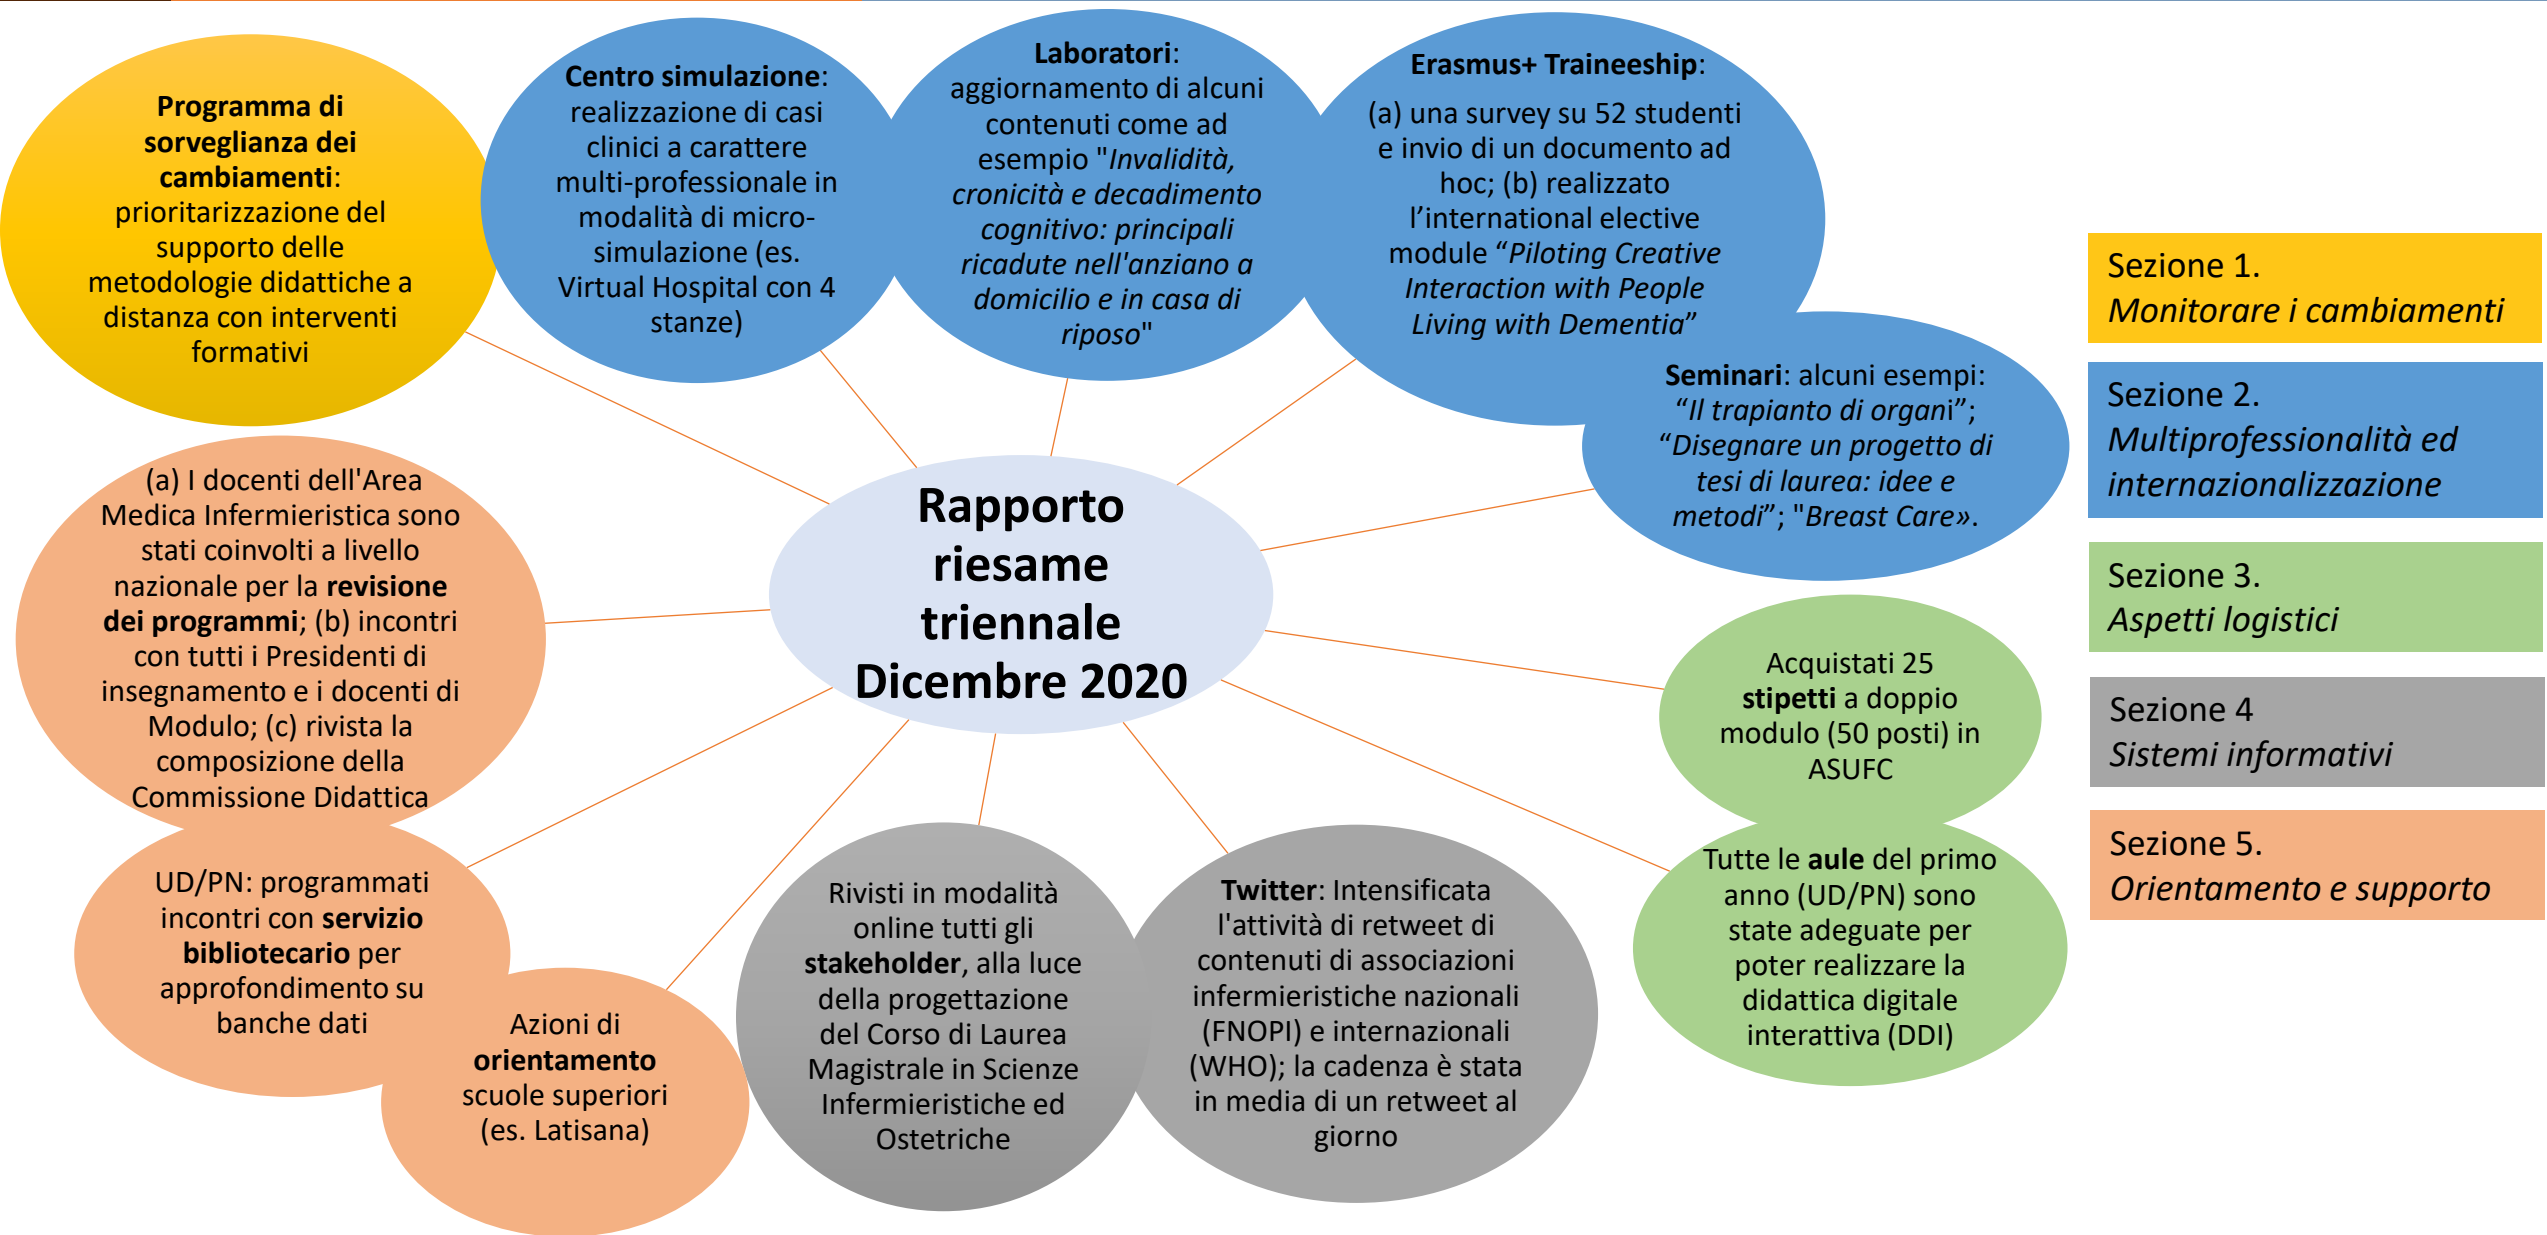 Programma di
sorveglianza dei
cambiamenti:
prioritarizzazione del
supporto delle
metodologie didattiche a
distanza con interventi
formativi
Centro simulazione:
realizzazione di casi
clinici a carattere
multi-professionale in
modalità di micro-
simulazione (es.
Virtual Hospital con 4
stanze)
Laboratori:
aggiornamento di alcuni
contenuti come ad
esempio "Invalidità,
cronicità e decadimento
cognitivo: principali
ricadute nell'anziano a
domicilio e in casa di
riposo"
Erasmus+ Traineeship:
(a) una survey su 52 studenti
e invio di un documento ad
hoc; (b) realizzato
l’international elective
module “Piloting Creative
Interaction with People
Living with Dementia”
Seminari: alcuni esempi:
“Il trapianto di organi”;
“Disegnare un progetto di
tesi di laurea: idee e
metodi”; "Breast Care».
Sezione 1.
Monitorare i cambiamenti
Sezione 2.
Multiprofessionalità ed
internazionalizzazione
Sezione 3.
Aspetti logistici
Sezione 4
Sistemi informativi
Sezione 5.
Orientamento e supporto
Rapporto
riesame
triennale
Dicembre 2020
(a) I docenti dell'Area
Medica Infermieristica sono
stati coinvolti a livello
nazionale per la revisione
dei programmi; (b) incontri
con tutti i Presidenti di
insegnamento e i docenti di
Modulo; (c) rivista la
composizione della
Commissione Didattica
UD/PN: programmati
incontri con servizio
bibliotecario per
approfondimento su
banche dati
Azioni di
orientamento
scuole superiori
(es. Latisana)
Rivisti in modalità
online tutti gli
stakeholder, alla luce
della progettazione
del Corso di Laurea
Magistrale in Scienze
Infermieristiche ed
Ostetriche
Twitter: Intensificata
l'attività di retweet di
contenuti di associazioni
infermieristiche nazionali
(FNOPI) e internazionali
(WHO); la cadenza è stata
in media di un retweet al
giorno
Acquistati 25
stipetti a doppio
modulo (50 posti) in
ASUFC
Tutte le aule del primo
anno (UD/PN) sono
state adeguate per
poter realizzare la
didattica digitale
interattiva (DDI)